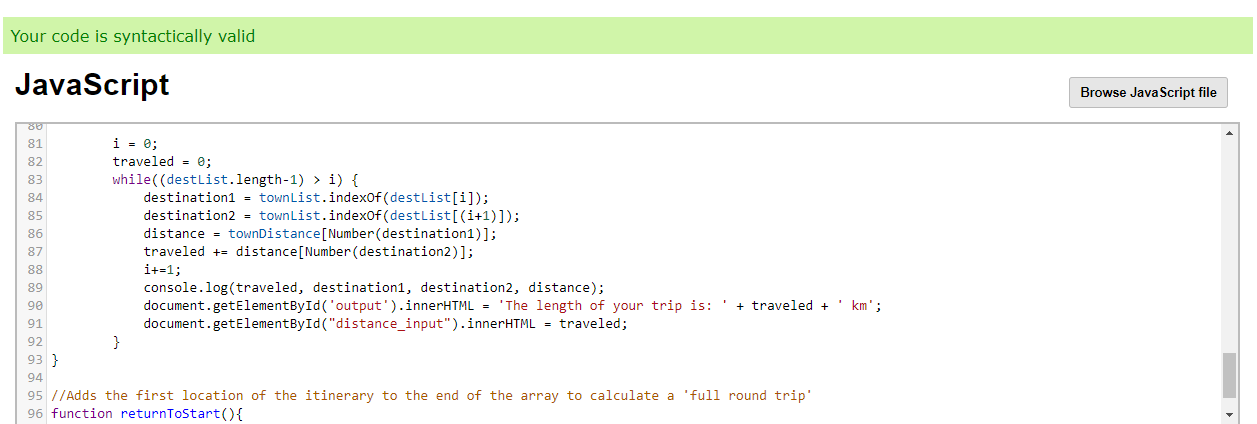 Your code is syntactically valid
JavaScript
Browse JavaScript file
80
81 i = 0;
82 traveled = 0;
83 while((destList.length-1) > i) {
84 destination1 = townList.indexOf(destList[i]);
85 destination2 = townList.indexOf(destList[(i+1)]);
86 distance = townDistance[Number(destination1)];
87 traveled += distance[Number(destination2)];
88 i+=1;
89 console.log(traveled, destination1, destination2, distance);
90 document.getElementById('output').innerHTML = 'The length of your trip is: ' + traveled + ' km';
91 document.getElementById("distance_input").innerHTML = traveled;
92 }
93 }
94
95 //Adds the first location of the itinerary to the end of the array to calculate a 'full round trip'
96 function returnToStart(){